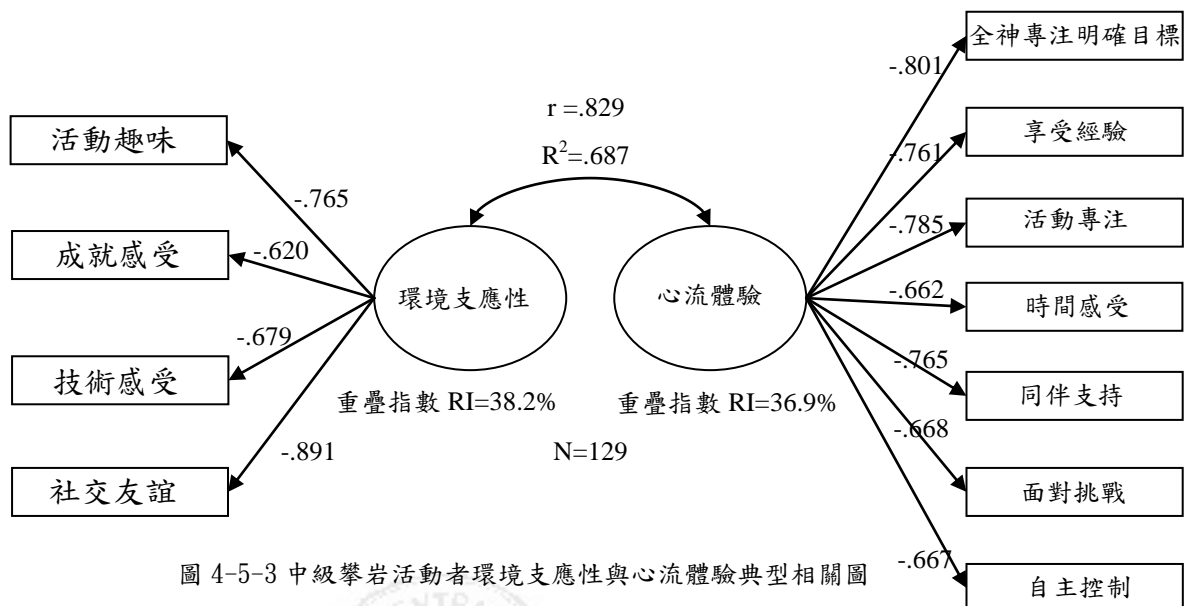 全神專注明確目標
-.801
r =.829
R²=.687
活動趣味
-.765
享受經驗
-.761
成就感受
-.620
活動專注
-.785
環境支應性
心流體驗
時間感受
-.662
技術感受
-.679
同伴支持
-.765
重疊指數 RI=38.2%
重疊指數 RI=36.9%
社交友誼
-.891
N=129
面對挑戰
-.668
自主控制
-.667
圖 4-5-3 中級攀岩活動者環境支應性與心流體驗典型相關圖